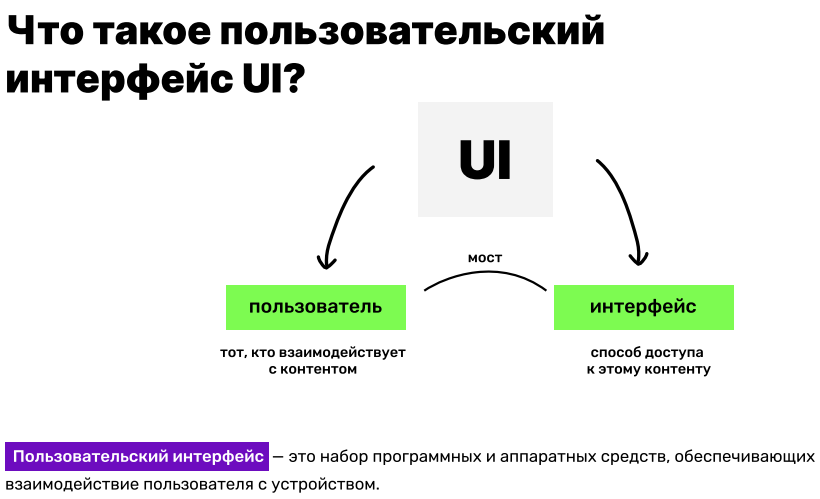 Что такое пользовательский
интерфейс UI?
UI
мост
пользователь
интерфейс
тот, кто взаимодействует
с контентом
способ доступа
к этому контенту
Пользовательский интерфейс — это набор программных и аппаратных средств, обеспечивающих
взаимодействие пользователя с устройством.